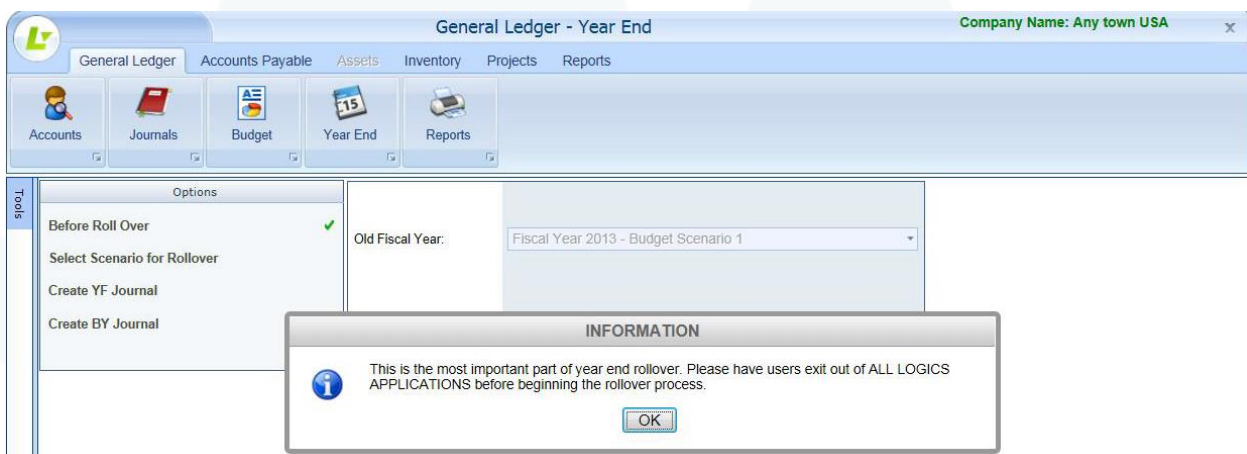 General Ledger - Year End
Company Name: Any town USA
x
General Ledger Accounts Payable Assets Inventory Projects Reports
15
Accounts Journals Budget Year End Reports
Tools
Options
Before Roll Over
Select Scenario for Rollover
Create YF Journal
Create BY Journal
Old Fiscal Year:
Fiscal Year 2013 - Budget Scenario 1
INFORMATION
This is the most important part of year end rollover. Please have users exit out of ALL LOGICS
APPLICATIONS before beginning the rollover process.
OK